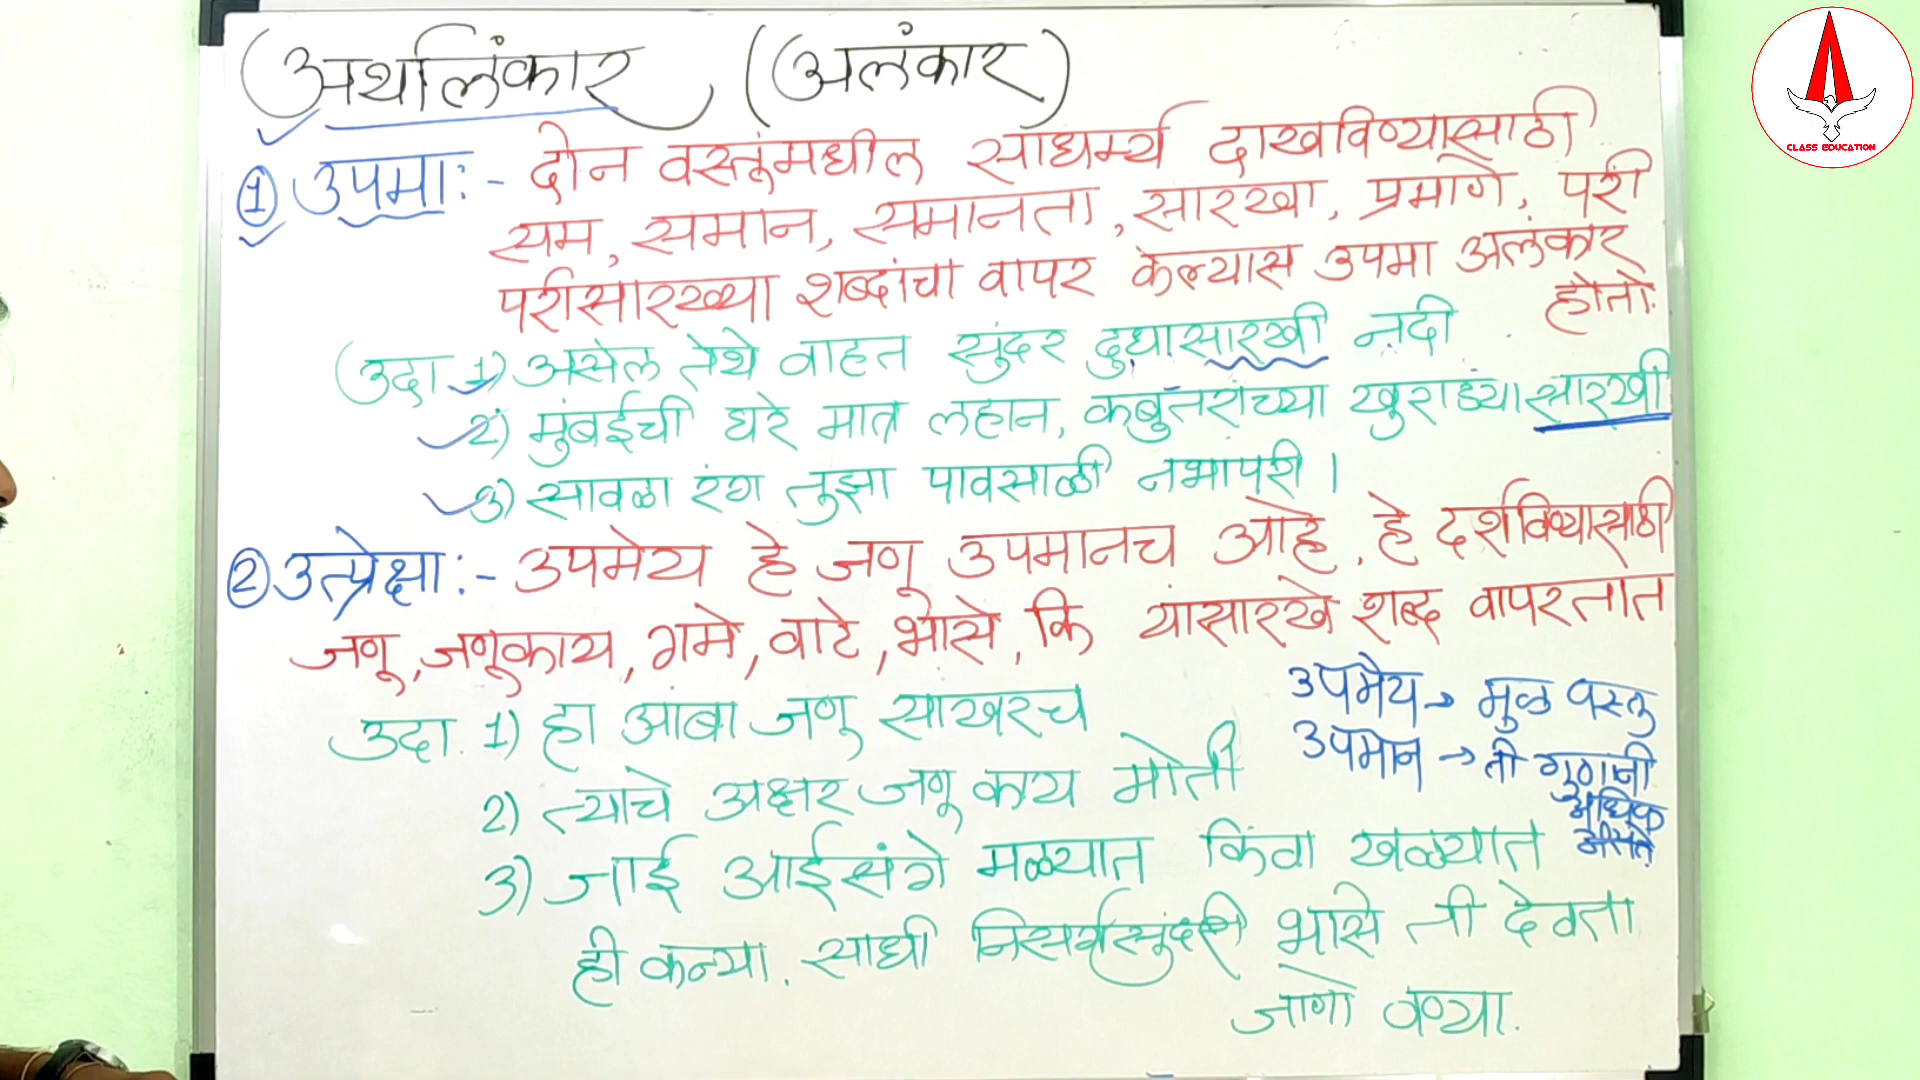 (अर्थालंकार) (अलंकार)
① उपमा :- दोन वस्तूंमधील साधर्म्य दाखविण्यासाठी
सम, समान, समानता, सारखा, प्रमाणे, परी
परीसारख्या शब्दांचा वापर केल्यास उपमा अलंकार
होतो.
(उदा 1) असेल तेथे वाहत सुंदर दुधासारखी नदी
2) मुंबईची घरे मात्र लहान, कबुतरांच्या खुराड्यासारखी
3) सावळा रंग तुझा पावसाळी नभापरी।
② उत्प्रेक्षा :- उपमेय हे जणू उपमानच आहे, हे दर्शविण्यासाठी
जणू, जणूकाय, गमे, वाटे, भासे, कि यांसारखे शब्द वापरतात
उपमेय → मुळ वस्तु
उदा. 1) हा आंबा जणू साखरच
उपमान → ती गुणानी
अधिक
असते
2) त्याचे अक्षर जणू काय मोती
3) जाई आईसंगे मळ्यात किंवा खळ्यात
ही कन्या. साधी निसर्गसुंदरी भासे ती देवता
जाणो वन्या.
CLASS EDUCATION